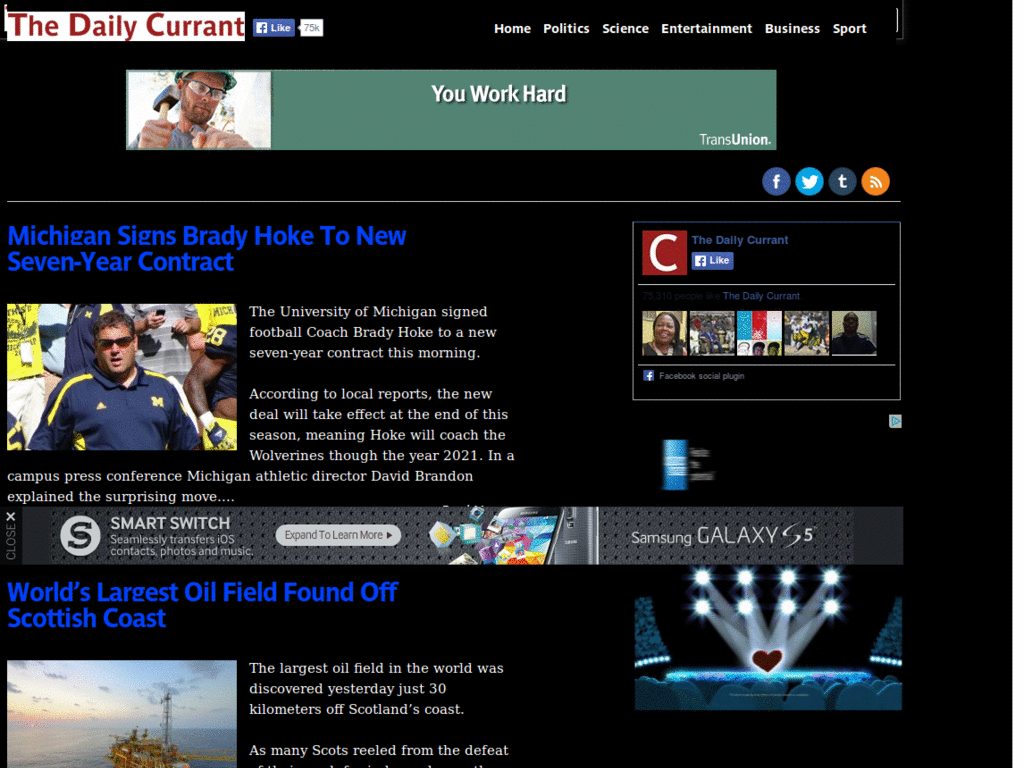 The Daily Currant
Like
75k
Home Politics Science Entertainment Business Sport
You Work Hard
TransUnion.
Michigan Signs Brady Hoke To New
Seven-Year Contract
The University of Michigan signed
football Coach Brady Hoke to a new
seven-year contract this morning.
According to local reports, the new
deal will take effect at the end of this
season, meaning Hoke will coach the
Wolverines though the year 2021. In a
campus press conference Michigan athletic director David Brandon
explained the surprising move....
The Daily Currant
Like
75,310 people like The Daily Currant
Facebook social plugin
CLOSE X
SMART SWITCH
Seamlessly transfers iOS
contacts, photos and music.
Expand To Learn More
Samsung GALAXY S5
World's Largest Oil Field Found Off
Scottish Coast
The largest oil field in the world was
discovered yesterday just 30
kilometers off Scotland's coast.
As many Scots reeled from the defeat